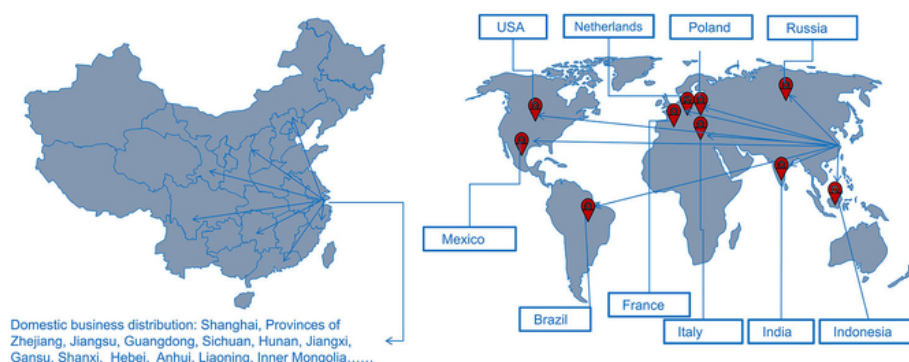 USA
Netherlands
Poland
Russia
Mexico
Brazil
France
Italy
India
Indonesia
Domestic business distribution: Shanghai, Provinces of
Zhejiang, Jiangsu, Guangdong, Sichuan, Hunan, Jiangxi,
Gansu, Shanxi, Hebei, Anhui, Liaoning, Inner Mongolia……